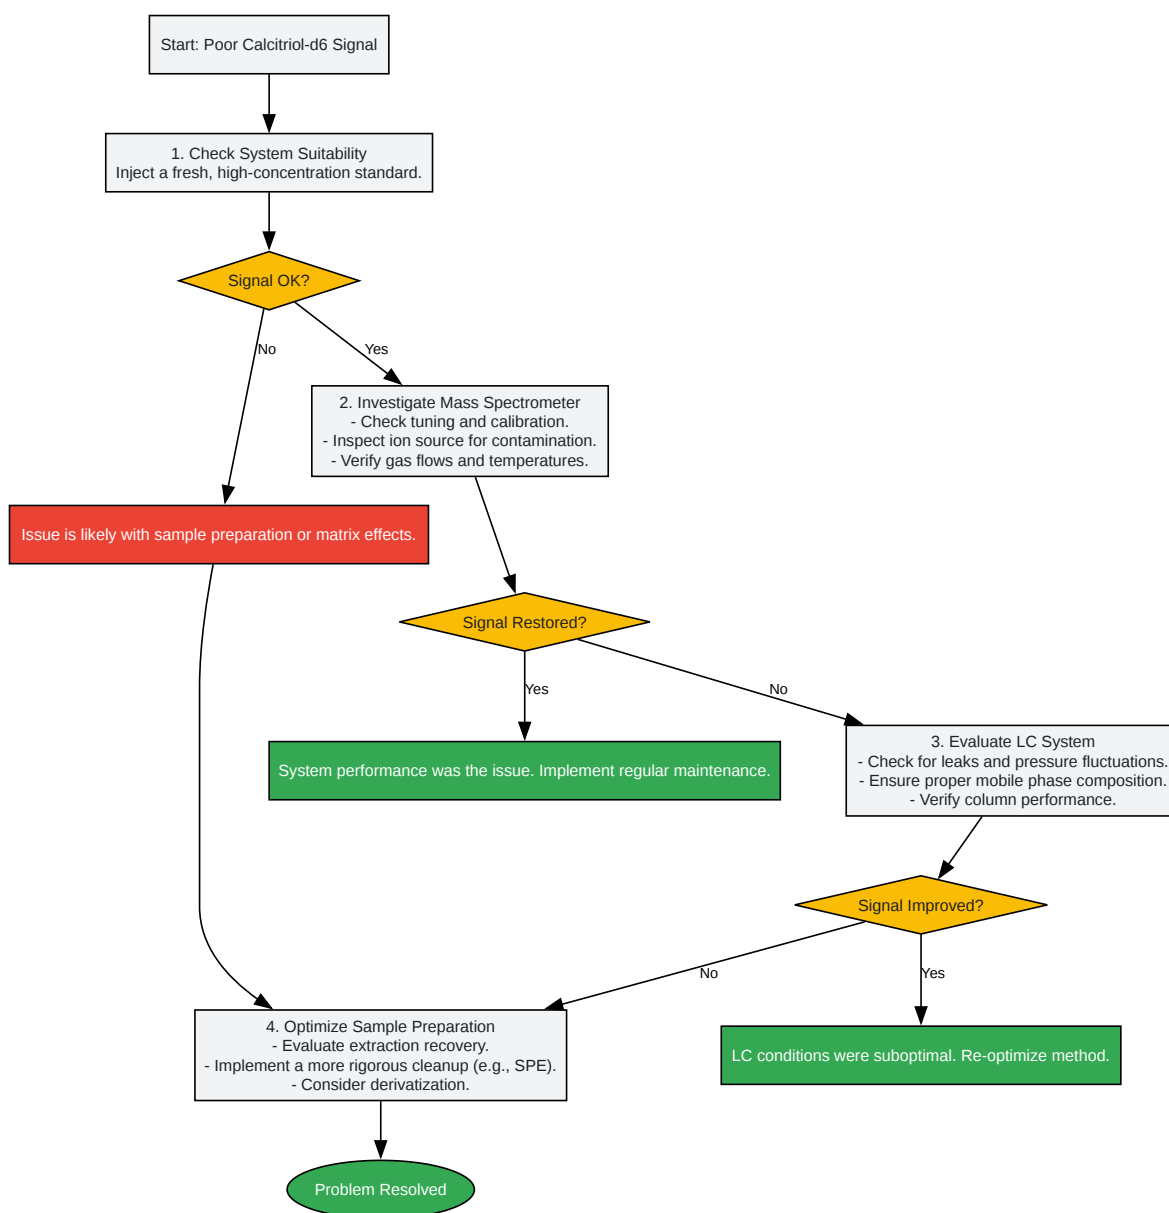 Start: Poor Calcitriol-d6 Signal
1. Check System Suitability
Inject a fresh, high-concentration standard.
Signal OK?
No
Yes
2. Investigate Mass Spectrometer
- Check tuning and calibration.
- Inspect ion source for contamination.
- Verify gas flows and temperatures.
Issue is likely with sample preparation or matrix effects.
Signal Restored?
Yes
No
System performance was the issue. Implement regular maintenance.
3. Evaluate LC System
- Check for leaks and pressure fluctuations.
- Ensure proper mobile phase composition.
- Verify column performance.
Signal Improved?
No
Yes
4. Optimize Sample Preparation
- Evaluate extraction recovery.
- Implement a more rigorous cleanup (e.g., SPE).
- Consider derivatization.
LC conditions were suboptimal. Re-optimize method.
Problem Resolved